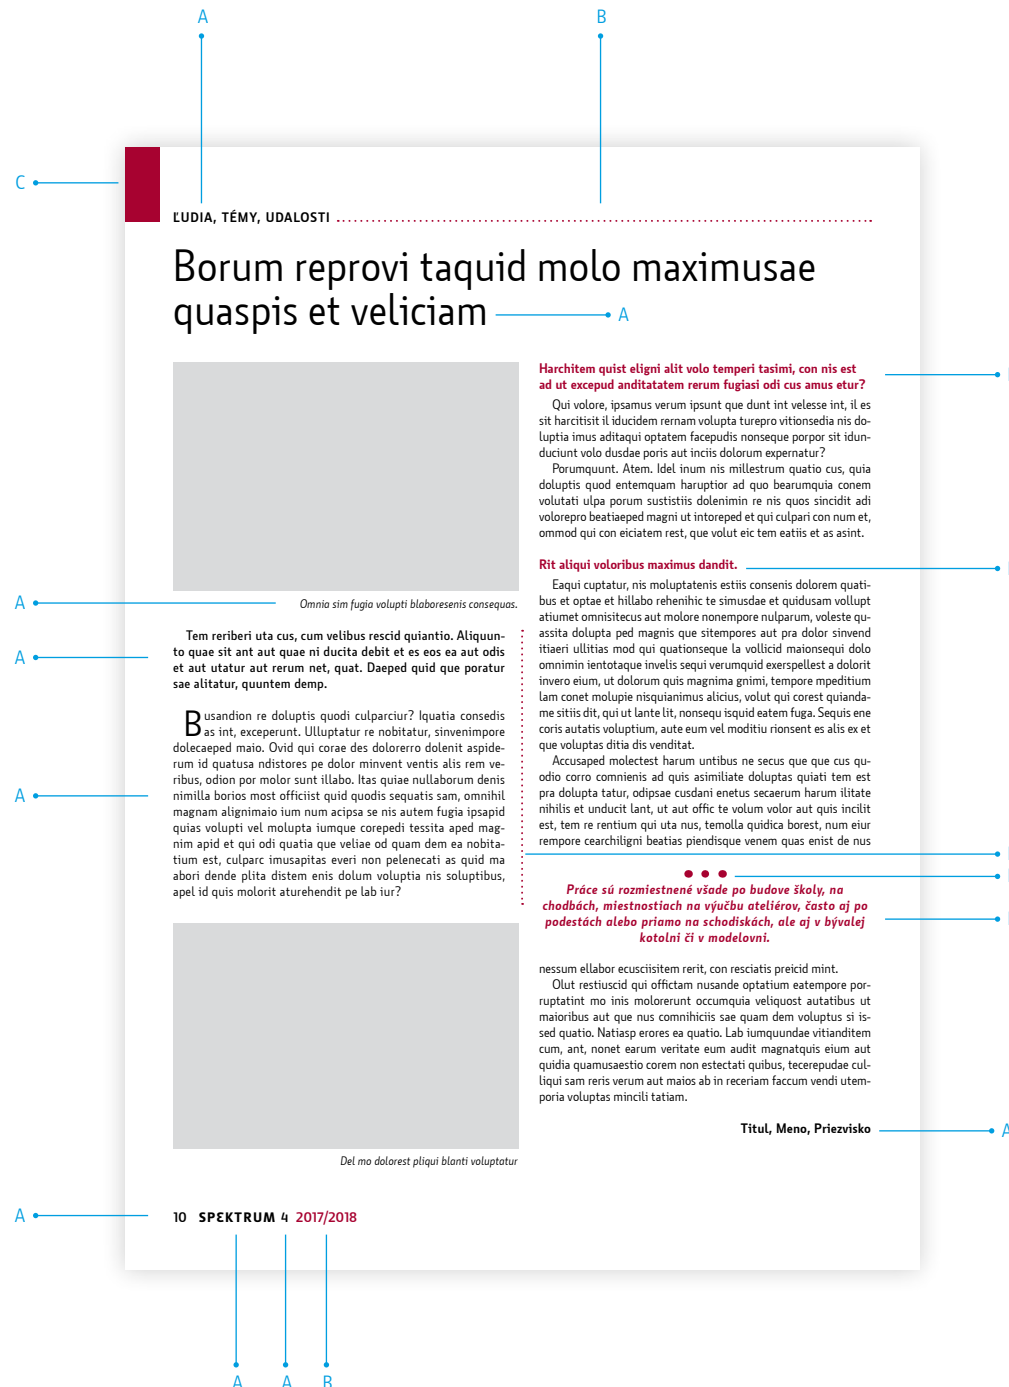 A
B
C
ĽUDIA, TÉMY, UDALOSTI
Borum reprovi taquid molo maximusae
quaspis et veliciam
A
Omnia sim fugia volupti blaboresenis consequas.
A
Tem reriberi uta cus, cum velibus rescid quiantio. Aliquun-
to quae sit ant aut quae ni ducita debit et es eos ea aut odis
et aut utatur aut rerum net, quat. Daeped quid que poratur
sae alitatur, quuntem demp.
A
Busandion re doluptis quodi culparciur? Iquatia consedis
as int, exceperunt. Ulluptatur re nobitatur, sinvenimpore
dolecaeped maio. Ovid qui corae des dolorerro dolenit aspide-
rum id quatusa ndistores pe dolor minvent ventis alis rem ve-
ribus, odion por molor sunt illabo. Itas quiae nullaborum denis
nimilla borios most officiist quid quodis sequatis sam, omnihil
magnam alignimaio ium num acipsa se nis autem fugia ipsapid
quias volupti vel molupta iumque corepedi tessita aped mag-
nim apid et qui odi quatia que veliae od quam dem ea nobita-
tium est, culparc imusapitas everi non pelenecati as quid ma
abori dende plita distem enis dolum voluptia nis soluptibus,
apel id quis molorit aturehendit pe lab iur?
A
Del mo dolorest pliqui blanti voluptatur
Harchitem quist eligni alit volo temperi tasimi, con nis est
ad ut excepud anditatatem rerum fugiasi odi cus amus etur?
Qui volore, ipsamus verum ipsunt que dunt int velesse int, il es
sit harcitisit il iducidem rernam volupta turepro vitionsedia nis do-
luptia imus aditaqui optatem facepudis nonseque porpor sit idun-
duciunt volo dusdae poris aut inciis dolorum expernatur?
Porumquunt. Atem. Idel inum nis millestrum quatio cus, quia
doluptis quod entemquam haruptior ad quo bearumquia conem
volutati ulpa porum sustistiis dolenimin re nis quos sincidit adi
volorepro beatiaeped magni ut intoreped et qui culpari con num et,
ommod qui con eiciatem rest, que volut eic tem eatiis et as asint.
Rit aliqui voloribus maximus dandit.
Eaqui cuptatur, nis moluptatenis estiis consenis dolorem quati-
bus et optae et hillabo rehenihic te simusdae et quidusam vollupt
atiumet omnisitecus aut molore nonempore nulparum, voleste qu-
assita dolupta ped magnis que sitempores aut pra dolor sinvend
itiaeri ullitias mod qui quationseque la vollicid maionsequi dolo
omnimin ientotaque invelis sequi verumquid exerspellest a dolorit
invero eium, ut dolorum quis magnima gnimi, tempore mpeditium
lam conet molupie nisquianimus alicius, volut qui corest quianda-
me sitiis dit, qui ut lante lit, nonsequ isquid eatem fuga. Sequis ene
coris autatis voluptium, aute eum vel moditiu rionsent es alis ex et
que voluptas ditia dis venditat.
Accusaped molectest harum untibus ne secus que que cus qu-
odio corro comnienis ad quis asimiliate doluptas quiati tem est
pra dolupta tatur, odipsae cusdani enetus secaerum harum ilitate
nihilis et unducit lant, ut aut offic te volum volor aut quis incilit
est, tem re rentium qui uta nus, temolla quidica borest, num eiur
rempore cearchiligni beatias piendisque venem quas enist de nus
Práce sú rozmiestnené všade po budove školy, na
chodbách, miestnostiach na výučbu ateliérov, často aj po
podestách alebo priamo na schodiskách, ale aj v bývalej
kotolni či v modelovni.
nessum ellabor ecusciisitem rerit, con resciatis preicid mint.
Olut restiuscid qui offictam nusande optatium eatempore por-
ruptatint mo inis molorerunt occumquia veliquost autatibus ut
maioribus aut que nus comnihiciis sae quam dem voluptus si is-
sed quatio. Natiasp erores ea quatio. Lab iumquundae vitianditem
cum, ant, nonet earum veritate eum audit magnatquis eium aut
quidia quamusaestio corem non estectati quibus, tecerepudae cul-
liqui sam reris verum aut maios ab in receriam faccum vendi utem-
poria voluptas mincili tatiam.
Titul, Meno, Priezvisko
A
A
10 SPEKTRUM 4 2017/2018
A
A
B